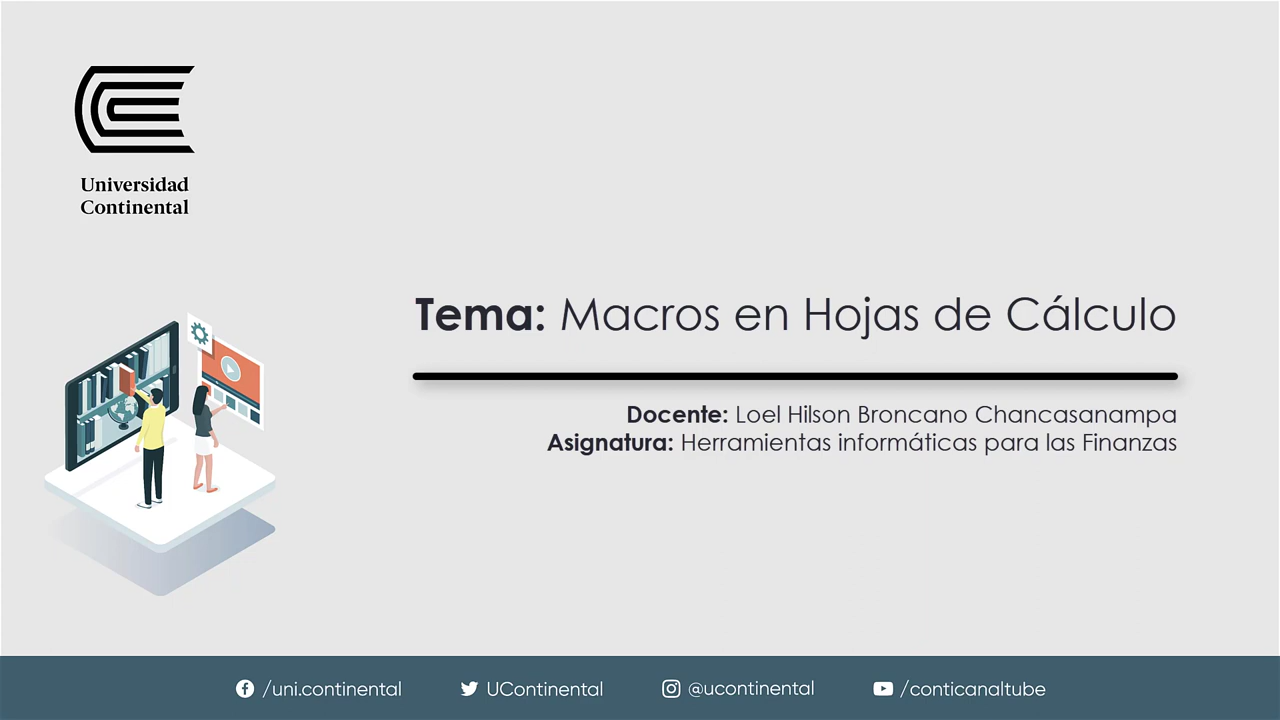 Universidad
Continental
Tema: Macros en Hojas de Cálculo
Docente: Loel Hilson Broncano Chancasanampa
Asignatura: Herramientas informáticas para las Finanzas
/uni.continental
UContinental
@ucontinental
/conticanaltube